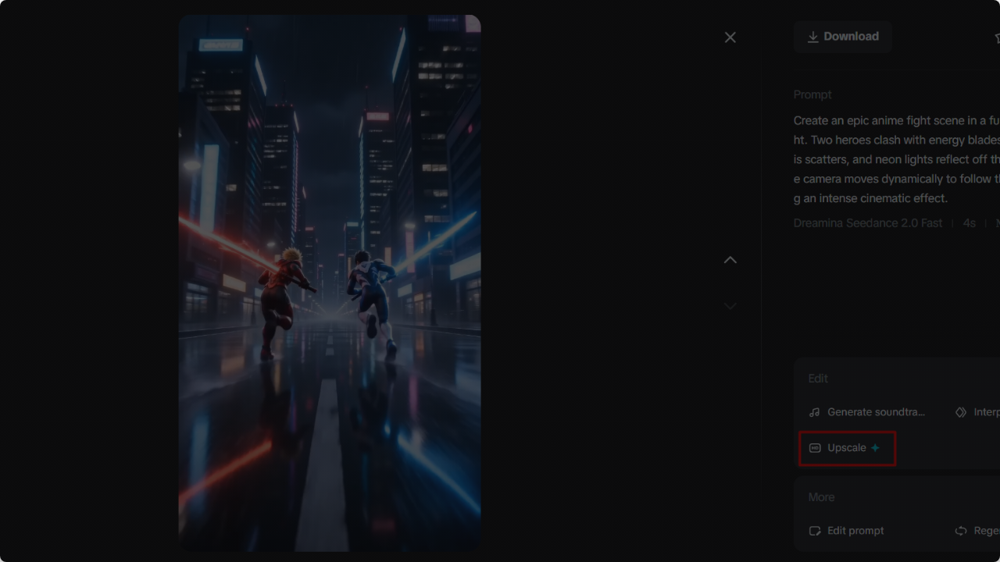 Download
Prompt
Create an epic anime fight scene in a fu
ht. Two heroes clash with energy blades
is scatters, and neon lights reflect off th
e camera moves dynamically to follow t
g an intense cinematic effect.
Dreamina Seedance 2.0 Fast | 4s |
Edit
Generate soundtra...
Interp
HD Upscale
More
Edit prompt
Rege